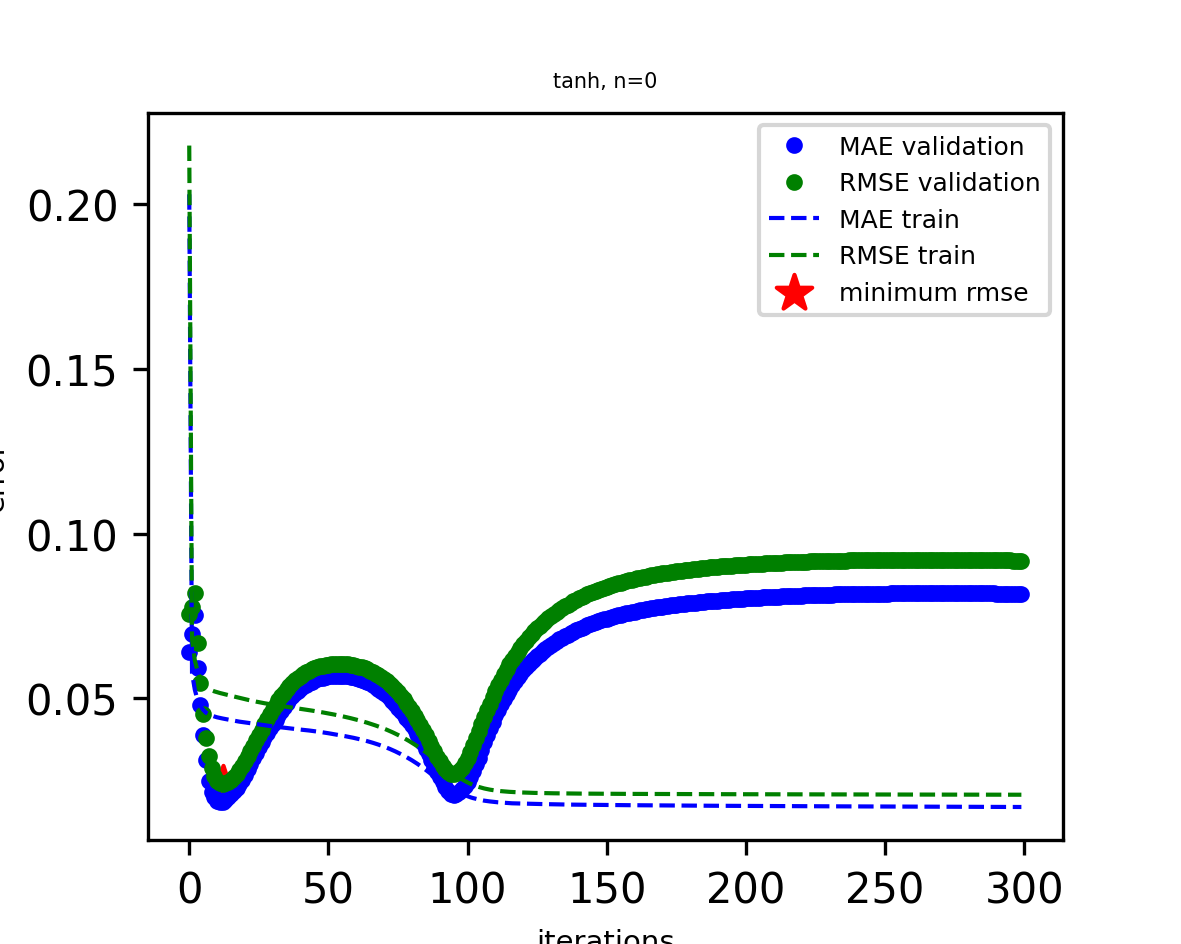 tanh, n=0
MAE validation
RMSE validation
MAE train
RMSE train
minimum rmse
0.20
0.15
0.10
0.05
0 50 100 150 200 250 300
iterations